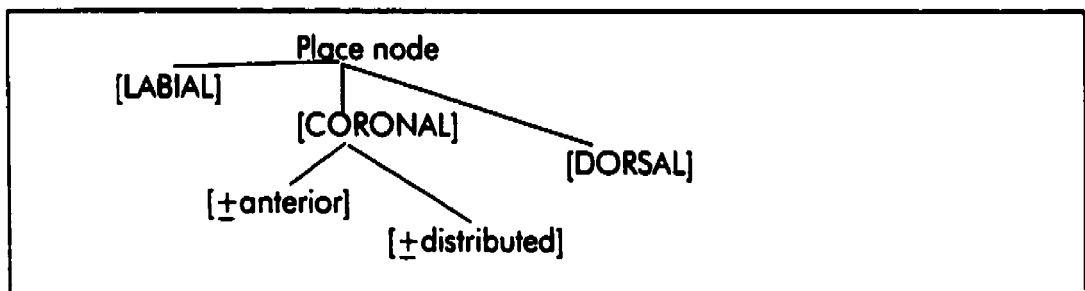 Place node
[LABIAL]
[CORONAL]
[DORSAL]
[±anterior]
[±distributed]